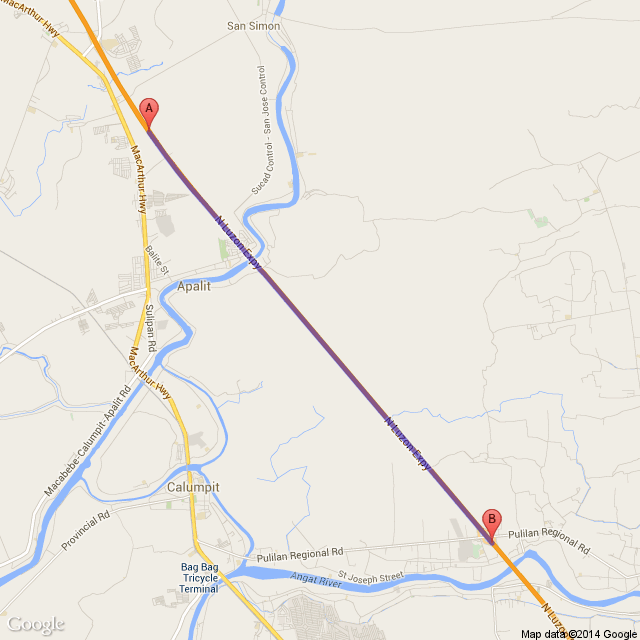 MacArthur Hwy
San Simon
A
Sucad Control - San Jose Control
MacArthur Hwy
N Luzon Expy
Balite St
Apalit
Sulipan Rd
MacArthur Hwy
Macabebe-Calumpit-Apalit Rd
N Luzon Expy
Calumpit
Provincial Rd
B
Pulilan Regional Rd
Pulilan Regional Rd
Bag Bag
Tricycle
Terminal
Angat River
St Joseph Street
N Luzon
Google
Map data ©2014 Google